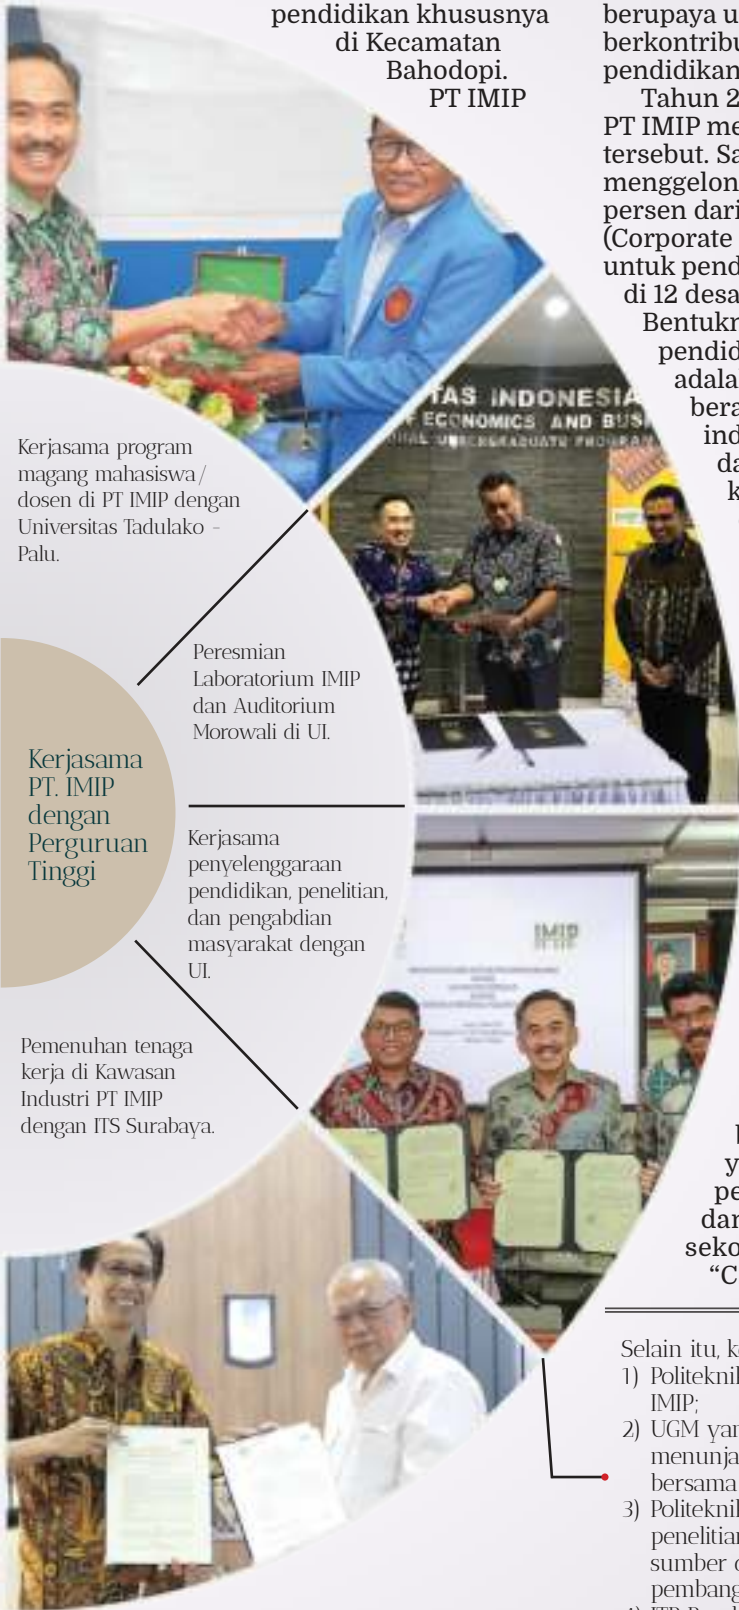 pendidikan khususnya
di Kecamatan
Bahodopi.
PT IMIP
berupaya u
berkontribu
pendidikan
Tahun 2
PT IMIP me
tersebut. Sa
menggelon
persen dari
(Corporate
untuk pend
di 12 desa
Bentukn
pendid
adala
bera
ind
da
k
TAS INDONESIA
ECONOMICS AND BUS
Kerjasama program
magang mahasiswa/
dosen di PT IMIP dengan
Universitas Tadulako -
Palu.
Peresmian
Laboratorium IMIP
dan Auditorium
Morowali di UI.
Kerjasama
PT. IMIP
dengan
Perguruan
Tinggi
Kerjasama
penyelenggaraan
pendidikan, penelitian,
dan pengabdian
masyarakat dengan
UI.
IMIP
Pemenuhan tenaga
kerja di Kawasan
Industri PT IMIP
dengan ITS Surabaya.
y
pe
dar
seko
“C
Selain itu, k
1) Politeknil
IMIP;
2) UGM yan
menunja
bersama
3) Politeknil
penelitian
sumber d
pembang